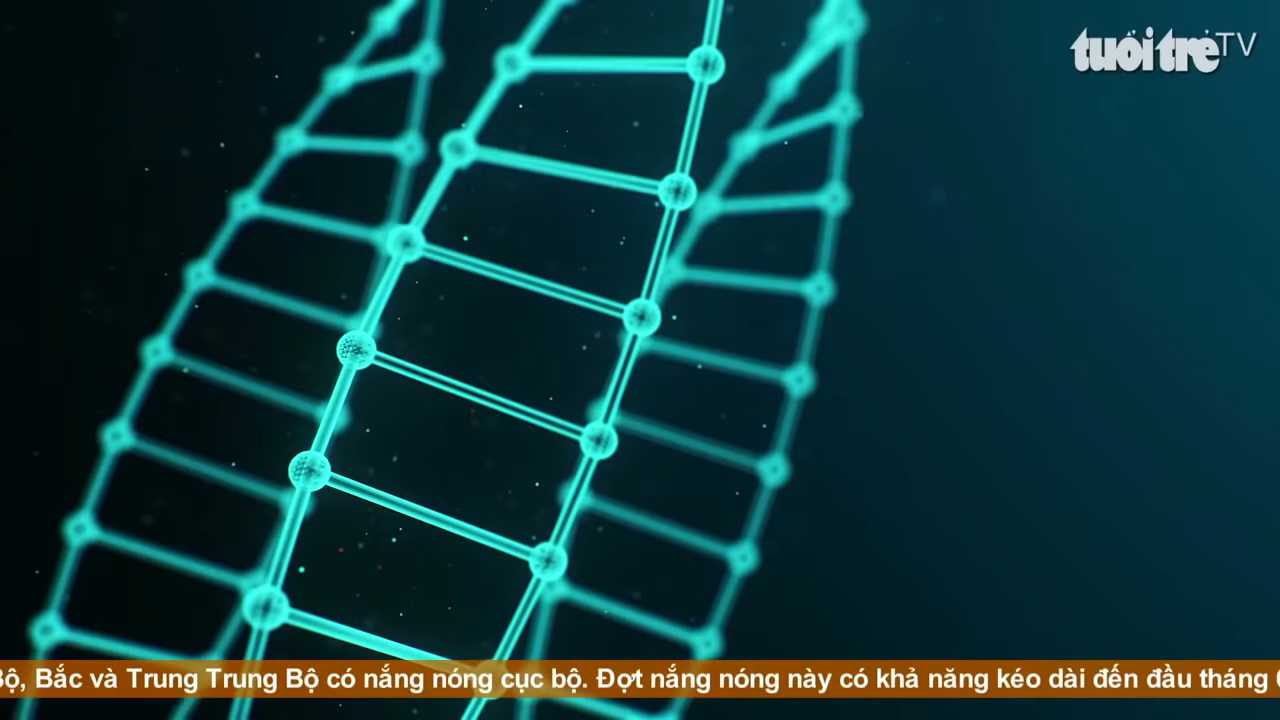 tuổi trẻ TV
Bộ, Bắc và Trung Trung Bộ có nắng nóng cục bộ. Đợt nắng nóng này có khả năng kéo dài đến đầu tháng